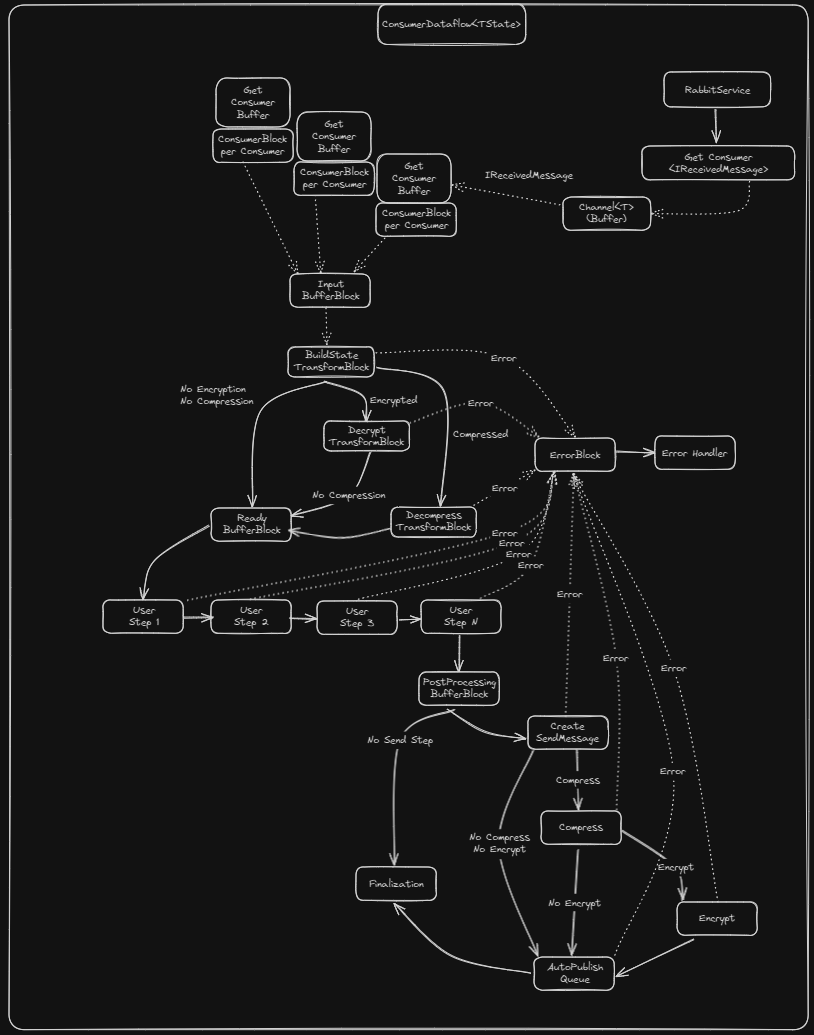 ConsumerDataflow<TState>
Get
Consumer
Buffer
ConsumerBlock
per Consumer
Get
Consumer
Buffer
ConsumerBlock
per Consumer
Get
Consumer
Buffer
ConsumerBlock
per Consumer
RabbitService
Get Consumer
<IReceivedMessage>
IReceivedMessage
Channel<T>
(Buffer)
Input
BufferBlock
BuildState
TransformBlock
Error
No Encryption
No Compression
Encrypted
Error
Decrypt
TransformBlock
Compressed
ErrorBlock
Error Handler
No Compression
Error
Ready
BufferBlock
Decompress
TransformBlock
Error
Error
Error
Error
Error
User
Step 1
User
Step 2
User
Step 3
User
Step N
Error
Error
PostProcessing
BufferBlock
No Send Step
Create
SendMessage
Error
Compress
No Compress
No Encrypt
Compress
Encrypt
Finalization
No Encrypt
Encrypt
AutoPublish
Queue